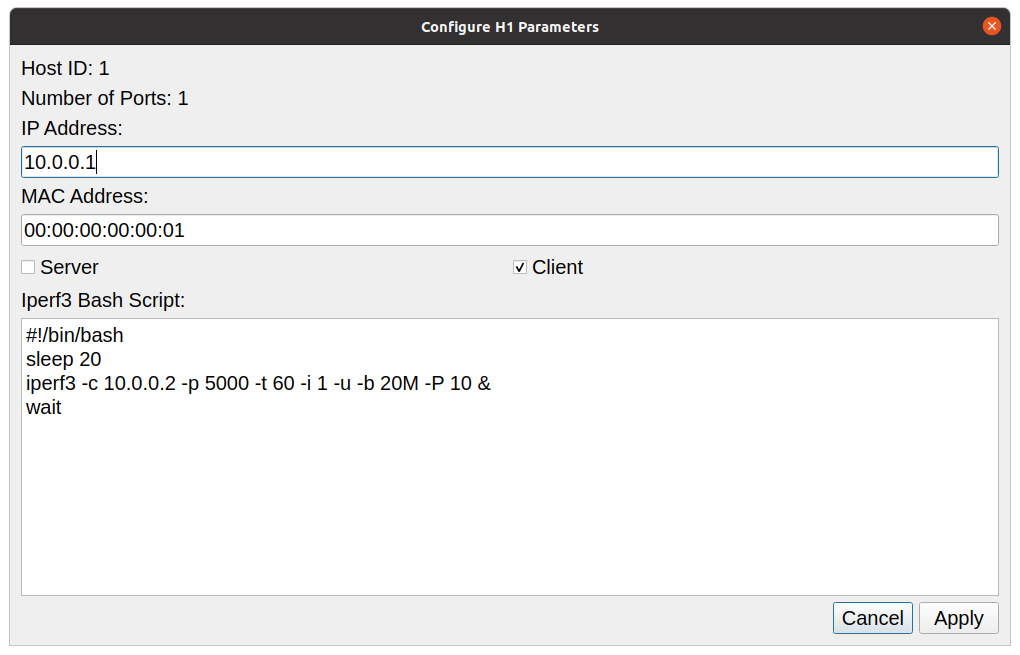 Configure H1 Parameters
Host ID: 1
Number of Ports: 1
IP Address:
10.0.0.1
MAC Address:
00:00:00:00:00:01
Server
Client
Iperf3 Bash Script:
#!/bin/bash
sleep 20
iperf3 -c 10.0.0.2 -p 5000 -t 60 -i 1 -u -b 20M -P 10 &
wait
Cancel
Apply